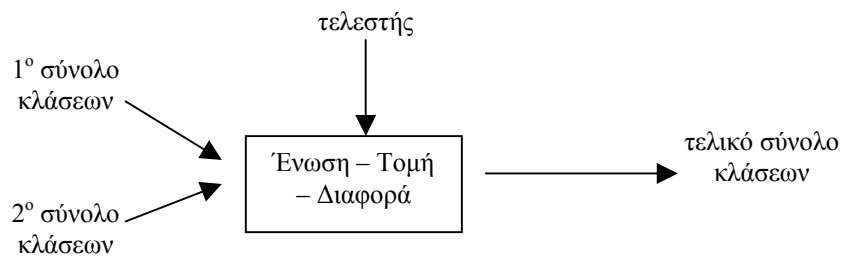 τελεστής
1ο σύνολο
κλάσεων
Ένωση – Τομή
– Διαφορά
τελικό σύνολο
κλάσεων
2ο σύνολο
κλάσεων